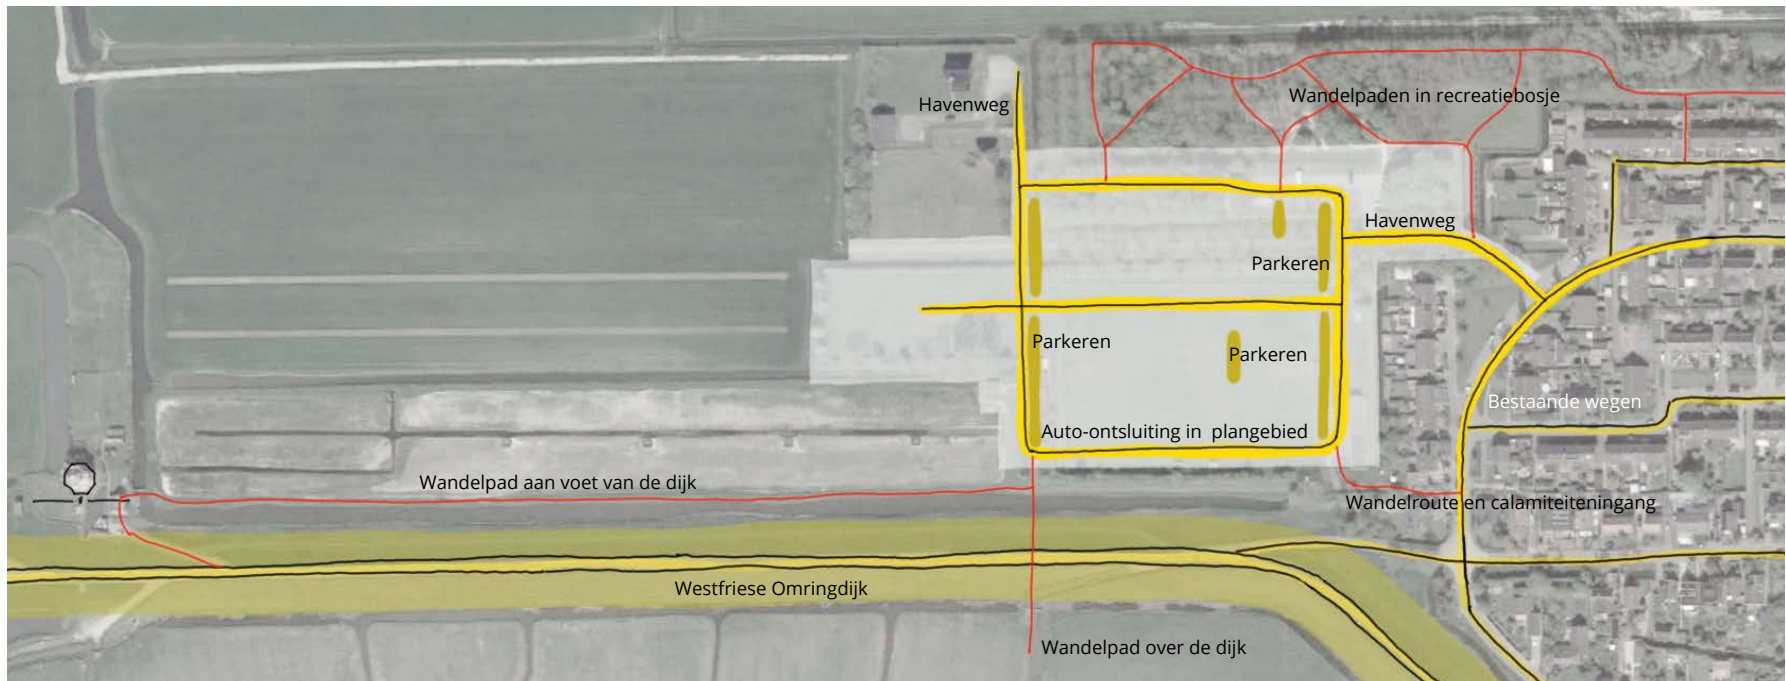 Wandelpaden in recreatiebosje
Havenweg
Havenweg
Parkeren
Parkeren
Parkeren
Bestaande wegen
Auto-ontsluiting in plangebied
Wandelpad aan voet van de dijk
Wandelroute en calamiteiteningang
Westfriese Omringdijk
Wandelpad over de dijk